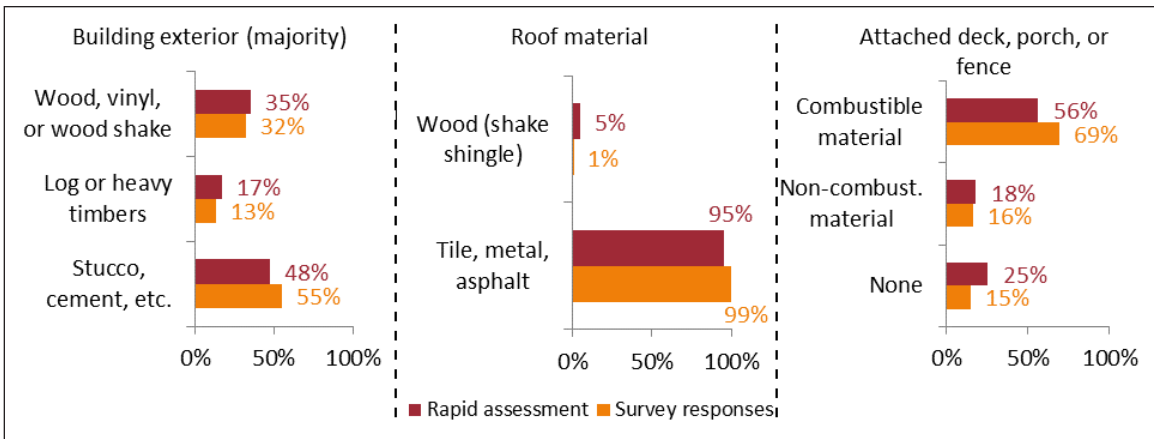 Building exterior (majority)
Wood, vinyl,
or wood shake
35%
32%
Log or heavy
timbers
17%
13%
Stucco,
cement, etc.
48%
55%
0%
50%
100%
Roof material
Wood (shake
shingle)
5%
1%
Tile, metal,
asphalt
95%
99%
0%
50%
100%
Attached deck, porch, or
fence
Combustible
material
56%
69%
Non-combust.
material
18%
16%
None
25%
15%
0%
50%
100%
Rapid assessment
Survey responses